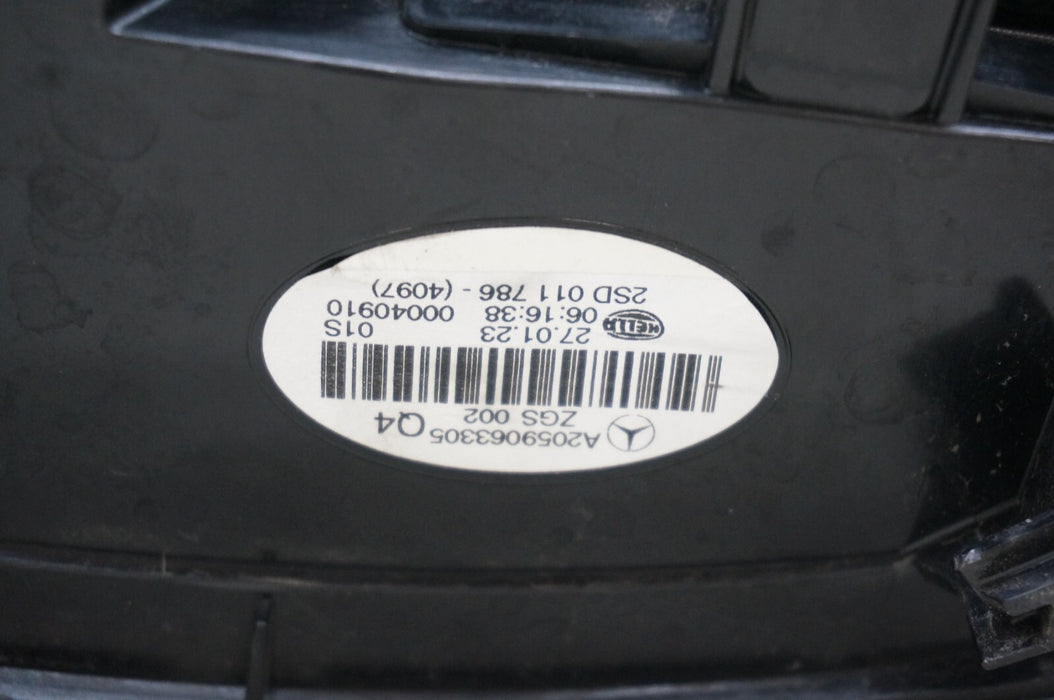 A2059063305 Q4
ZGS 002
27.01.23 01S
HELLA 06:16:38 00040910
2SD 011 786 - (4097)